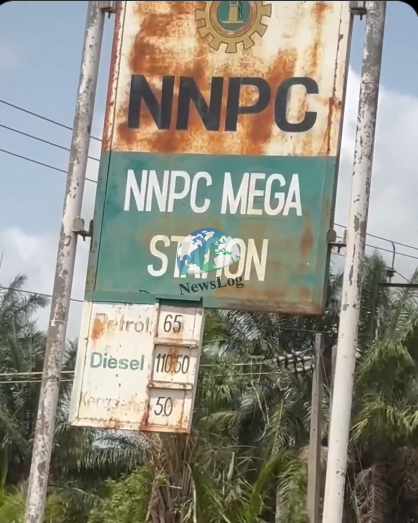 NNPC
NNPC MEGA
STATION
NewsLog
Petrol 65
Diesel 110 50
Kerosene 50